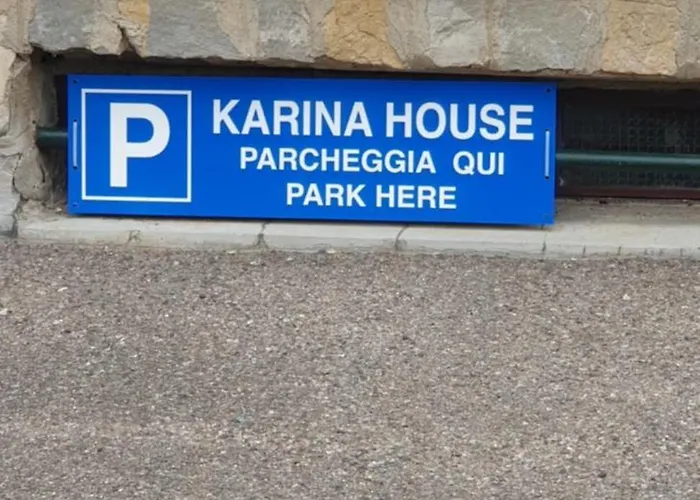 P
KARINA HOUSE
PARCHEGGIA QUI
PARK HERE